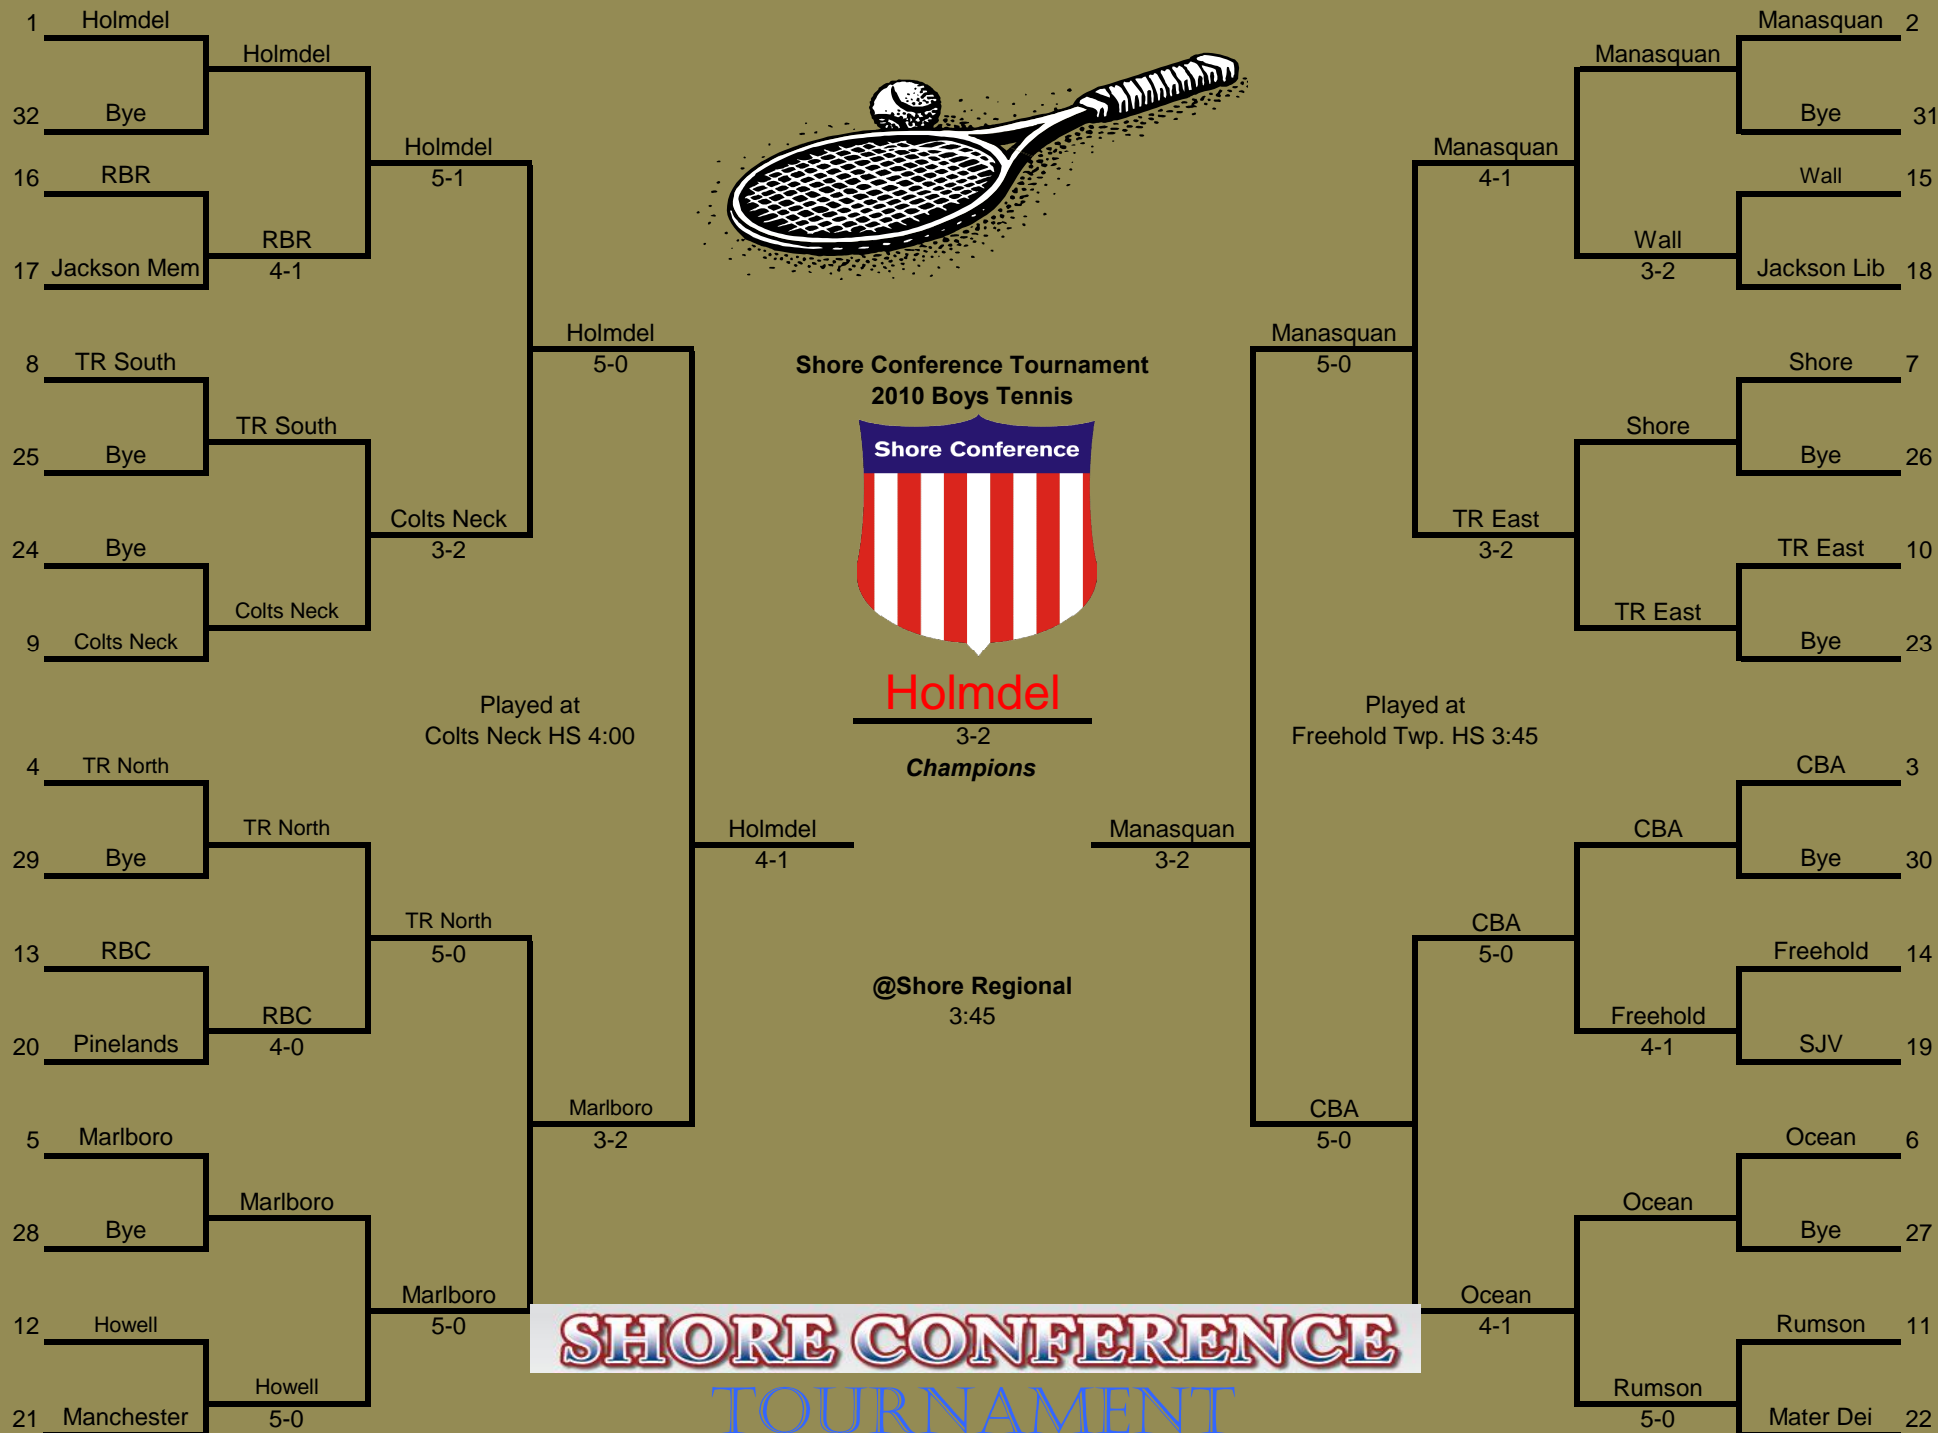 1 Holmdel
32 Bye
16 RBR
17 Jackson Mem
8 TR South
25 Bye
24 Bye
9 Colts Neck
4 TR North
29 Bye
13 RBC
20 Pinelands
5 Marlboro
28 Bye
12 Howell
21 Manchester
Holmdel
RBR
4-1
TR South
Colts Neck
TR North
RBC
4-0
Marlboro
Howell
5-0
Holmdel
5-1
Colts Neck
3-2
TR North
5-0
Marlboro
5-0
Holmdel
5-0
Marlboro
3-2
Played at
Colts Neck HS 4:00
Holmdel
4-1
Shore Conference Tournament
2010 Boys Tennis
Shore Conference
Holmdel
3-2
Champions
@Shore Regional
3:45
SHORE CONFERENCE
TOURNAMENT
Manasquan
3-2
Played at
Freehold Twp. HS 3:45
Manasquan
5-0
CBA
5-0
Manasquan
4-1
TR East
3-2
CBA
5-0
Ocean
4-1
Manasquan
Wall
3-2
Shore
TR East
CBA
Freehold
4-1
Ocean
Rumson
5-0
Manasquan 2
Bye 31
Wall 15
Jackson Lib 18
Shore 7
Bye 26
TR East 10
Bye 23
CBA 3
Bye 30
Freehold 14
SJV 19
Ocean 6
Bye 27
Rumson 11
Mater Dei 22